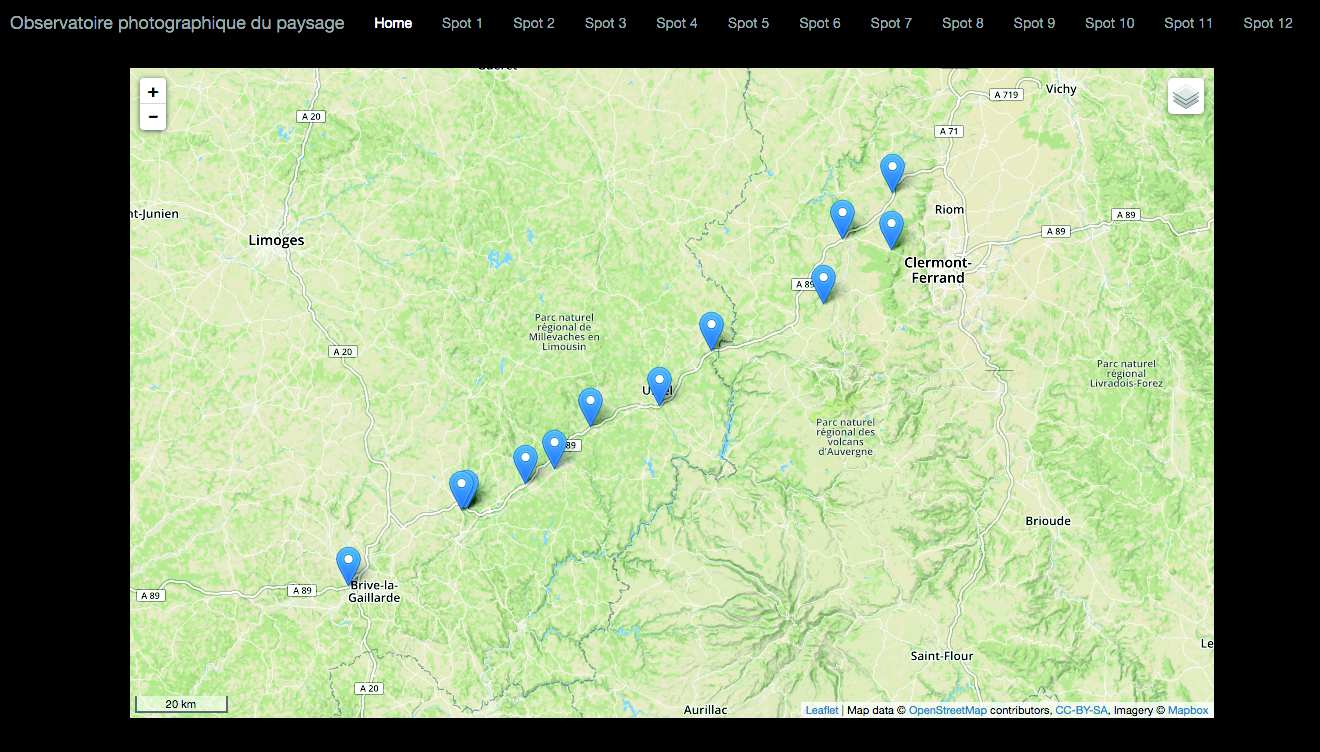 Observatoire photographique du paysage Home Spot 1 Spot 2 Spot 3 Spot 4 Spot 5 Spot 6 Spot 7 Spot 8 Spot 9 Spot 10 Spot 11 Spot 12
+
−
A 719
Vichy
A 20
A 71
nt-Junien
Riom
A 89
Limoges
A 89
Clermont-
Ferrand
A 89
Parc naturel
régional de
Millevaches en
Limousin
A 20
Parc naturel
régional
Livradois-Forez
Parc naturel
régional des
volcans
d'Auvergne
89
Brioude
Brive-la-
Gaillarde
A 89
A 89
Le
Saint-Flour
A 20
20 km
Aurillac
Leaflet | Map data © OpenStreetMap contributors, CC-BY-SA, Imagery © Mapbox